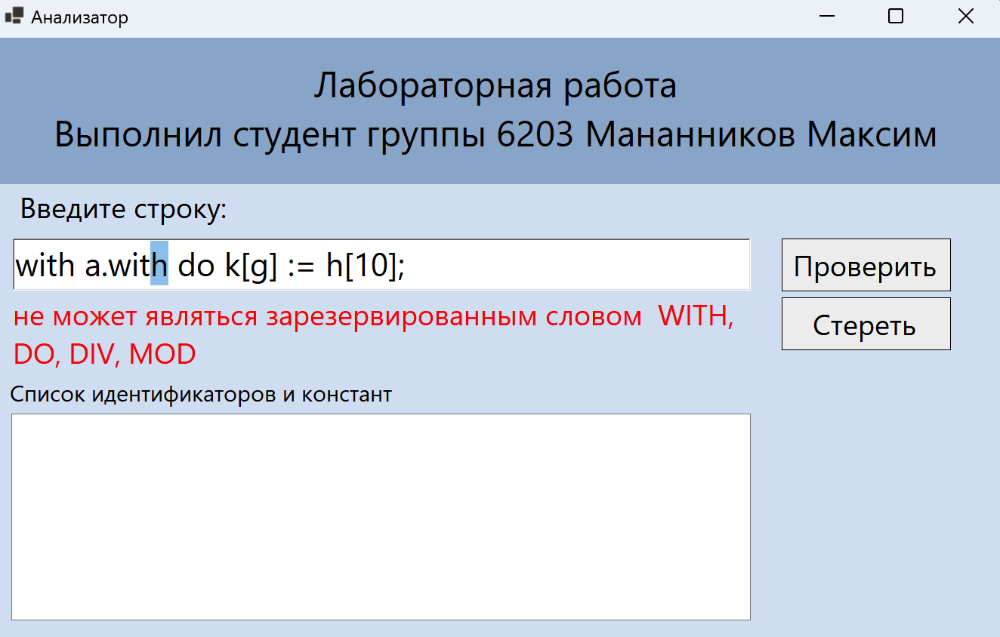 Анализатор
Лабораторная работа
Выполнил студент группы 6203 Мананников Максим
Введите строку:
with a.with do k[g] := h[10];
Проверить
не может являться зарезервированным словом  WITH,
DO, DIV, MOD
Стереть
Список идентификаторов и констант